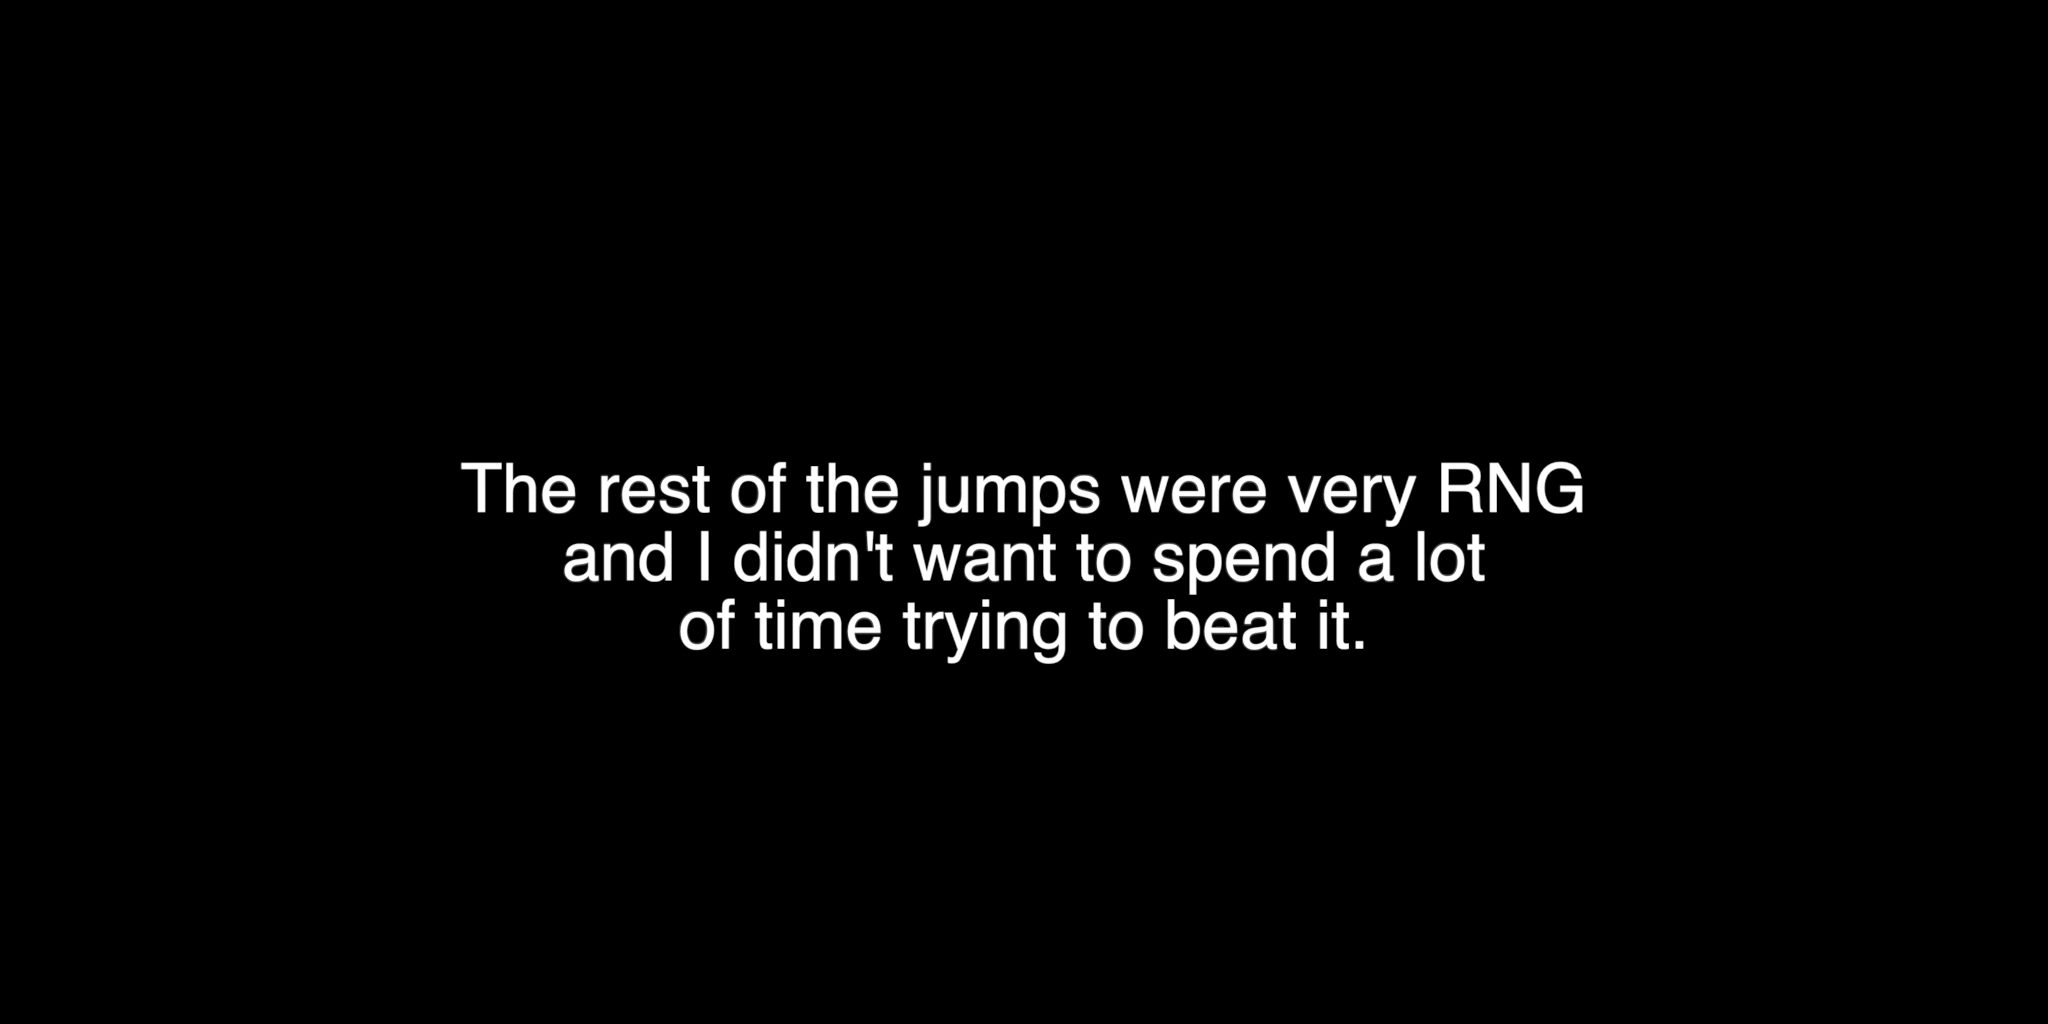 The rest of the jumps were very RNG
and I didn't want to spend a lot
of time trying to beat it.